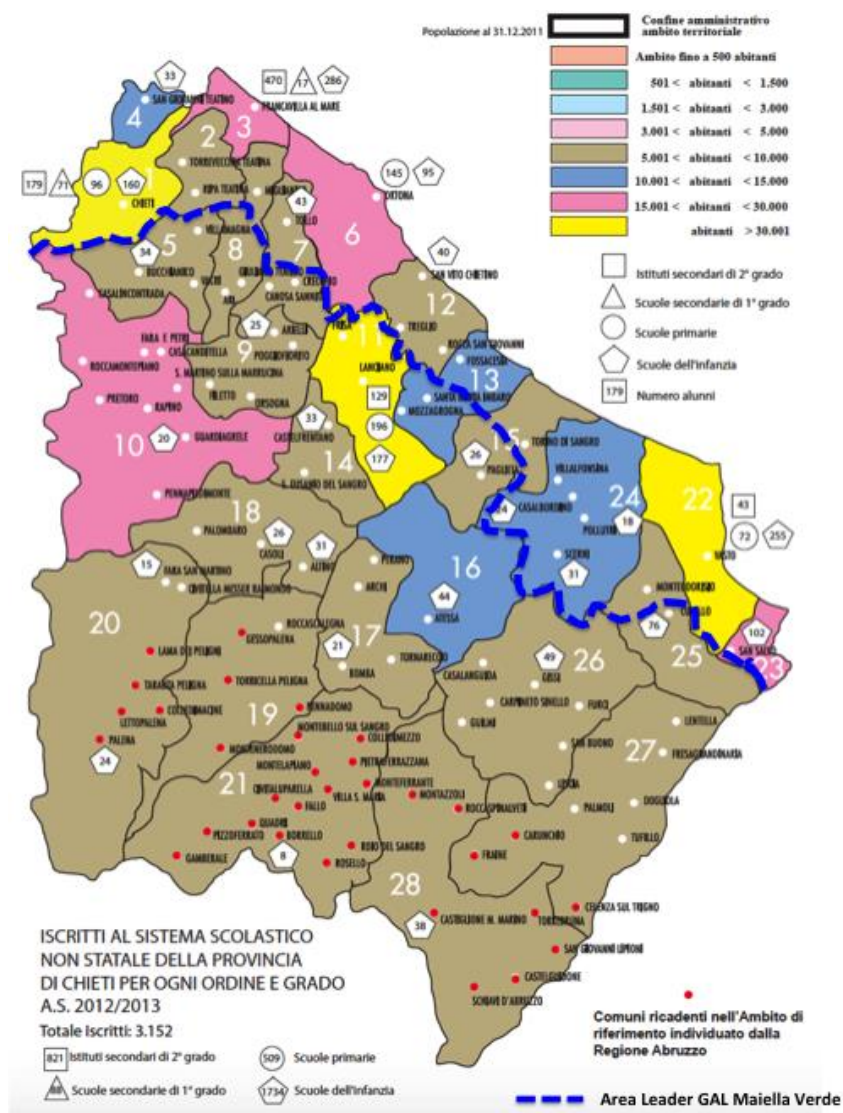 Popolazione al 31.12.2011
Confine amministrativo
ambito territoriale
Ambito fino a 500 abitanti
501 < abitanti < 1.500
1.501 < abitanti < 3.000
3.001 < abitanti < 5.000
5.001 < abitanti < 10.000
10.001 < abitanti < 15.000
15.001 < abitanti < 30.000
abitanti > 30.001
Istituti secondari di 2° grado
Scuole secondarie di 1° grado
Scuole primarie
Scuole dell'infanzia
179 Numero alunni
33
4 SAN GIOVANNI TEATINO
470 17 286
FRANCAVILLA AL MARE
3
2
TORREVECCHIA TEATINA
179 71 96 160
1
CHIETI
RIPA TEATINA
MIGLIANICO
43
TOLLO
145 95
ORTONA
6
34
5
VILLAMAGNA
8
7
BUCCHIANICO
VACRI
ARI
CRECCHIO
CANOSA SANNITA
CASALINCONTRADA
40
SAN VITO CHIETINO
12
TREGLIO
ROCCA SAN GIOVANNI
FOSSACESIA
13
MOZZAGROGNA
FRISA
11
LANCIANO
129
196
177
25
ARIELLI
9
POGGIOFIORITO
FARA F. PETRI
CASACANDITELLA
ROCCAMONTEPIANO
S. MARTINO SULLA MARRUCINA
FILETTO
ORSOGNA
PRETORO
RAPINO
10
20
GUARDIAGRELE
PENNAPIEDIMONTE
33
CASTELFRENTANO
14
S. EUSANIO DEL SANGRO
15
TORINO DI SANGRO
26
PAGLIETA
24
CASALBORDINO
VILLALFONSINA
24
POLLUTRI
18
SCERNI
31
22
43
72
255
VASTO
18
PALOMBARO
26
CASOLI
31
ALTINO
15
FARA SAN MARTINO
CIVITELLA MESSER RAIMONDO
PERANO
ARCHI
16
44
ATESSA
MONTEODORISIO
CUPELLO
76
25
102
SAN SALVO
23
20
LAMA DEI PELIGNI
TARANTA PELIGNA
LETTOPALENA
COLLEDIMACINE
PALENA
24
GESSOPALENA
ROCCASCALEGNA
TORRICELLA PELIGNA
19
PENNADOMO
MONTENERODOMO
17
21
BOMBA
TORNARECCIO
49
GISSI
26
CASALANGUIDA
CARPINETO SINELLO
FURCI
GUILMI
SAN BUONO
LISCIA
27
LENTELLA
FRESAGRANDINARIA
DOGLIOLA
PALMOLI
TUFILLO
MONTEBELLO SUL SANGRO
COLLEDIMEZZO
PIETRAFERRAZZANA
MONTELAPIANO
21
CIVITALUPARELLA
VILLA S. MARIA
MONTEFERRANTE
MONTAZZOLI
FALLO
QUADRI
PIZZOFERRATO
BORRELLO
8
GAMBERALE
ROIO DEL SANGRO
ROSELLO
ROCCASPINALVETI
CARUNCHIO
FRAINE
28
38
CASTIGLIONE M. MARINO
TORREBRUNA
CELENZA SUL TRIGNO
SAN GIOVANNI LIPIONI
CASTELGUIDONE
SCHIAVI D'ABRUZZO
ISCRITTI AL SISTEMA SCOLASTICO
NON STATALE DELLA PROVINCIA
DI CHIETI PER OGNI ORDINE E GRADO
A.S. 2012/2013
Totale Iscritti: 3.152
821 Istituti secondari di 2° grado
509 Scuole primarie
88 Scuole secondarie di 1° grado
1734 Scuole dell'infanzia
Comuni ricadenti nell'Ambito di
riferimento individuato dalla
Regione Abruzzo
Area Leader GAL Maiella Verde